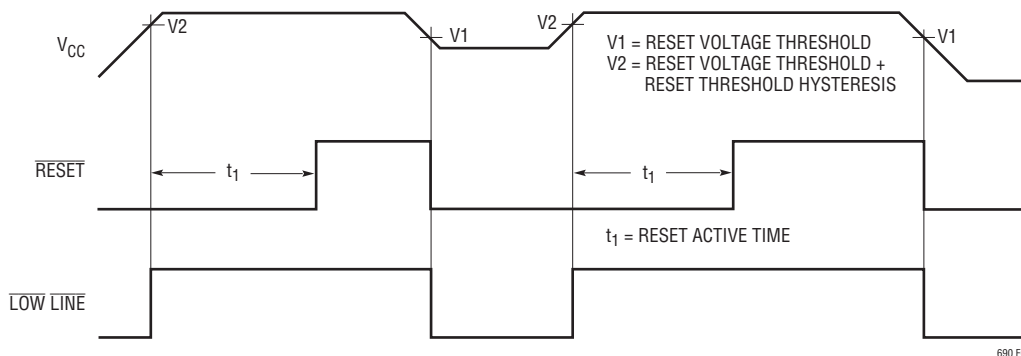 V2
V1
V2
V1
VCC
V1 = RESET VOLTAGE THRESHOLD
V2 = RESET VOLTAGE THRESHOLD +
RESET THRESHOLD HYSTERESIS
RESET
t1
t1
t1 = RESET ACTIVE TIME
LOW LINE
690 F